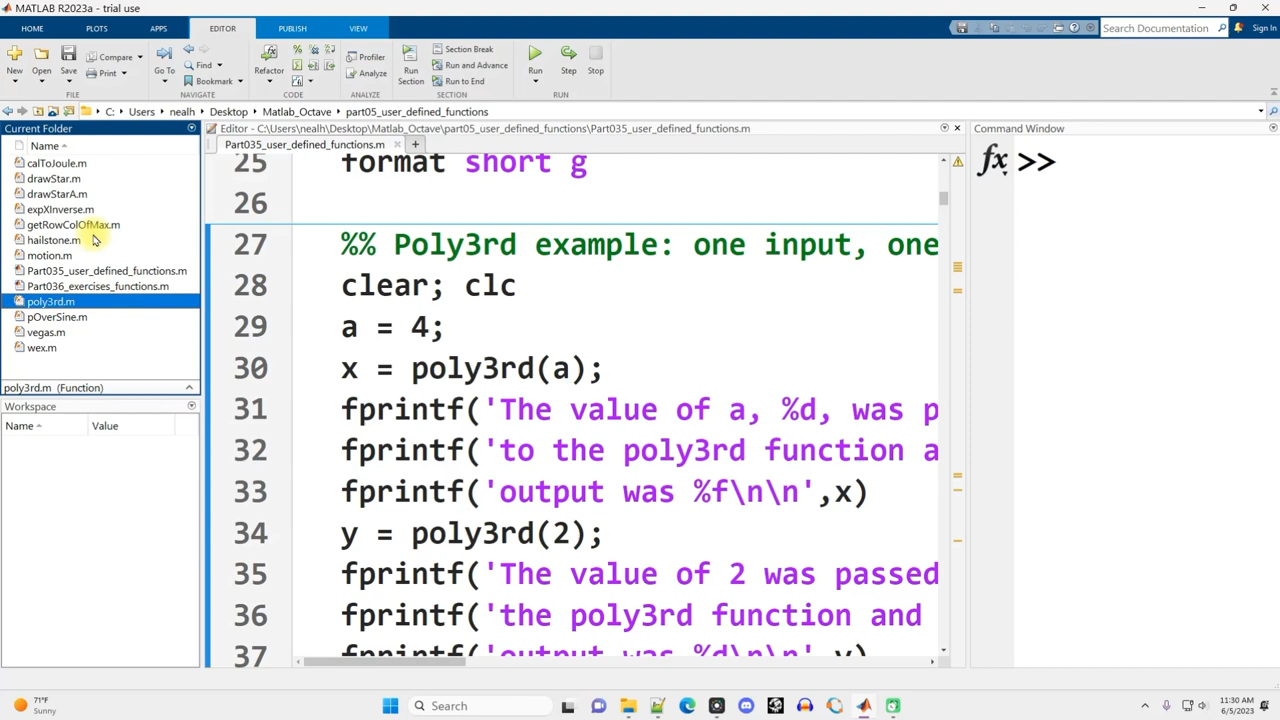 MATLAB R2023a - trial use
HOME PLOTS APPS EDITOR PUBLISH VIEW
Search Documentation
Sign In
New Open Save Compare Print
Go To Find Bookmark
Refactor
Profiler
Analyze
Run Section
Section Break
Run and Advance
Run to End
Run Step Stop
FILE NAVIGATE CODE ANALYZE SECTION RUN
C: Users nealh Desktop Matlab_Octave part05_user_defined_functions
Current Folder
Name
calToJoule.m
drawStar.m
drawStarA.m
expXInverse.m
getRowColOfMax.m
hailstone.m
motion.m
Part035_user_defined_functions.m
Part036_exercises_functions.m
poly3rd.m
pOverSine.m
vegas.m
wex.m
poly3rd.m (Function)
Workspace
Name Value
Editor - C:\Users\nealh\Desktop\Matlab_Octave\part05_user_defined_functions\Part035_user_defined_functions.m
Part035_user_defined_functions.m
25 format short g
26
27 %% Poly3rd example: one input, one
28 clear; clc
29 a = 4;
30 x = poly3rd(a);
31 fprintf('The value of a, %d, was p
32 fprintf('to the poly3rd function a
33 fprintf('output was %f\n\n',x)
34 y = poly3rd(2);
35 fprintf('The value of 2 was passed
36 fprintf('the poly3rd function and
37 fprintf('output was %d\n\n',y)
Command Window
fx >>
71°F
Sunny
Search
11:30 AM
6/5/2023